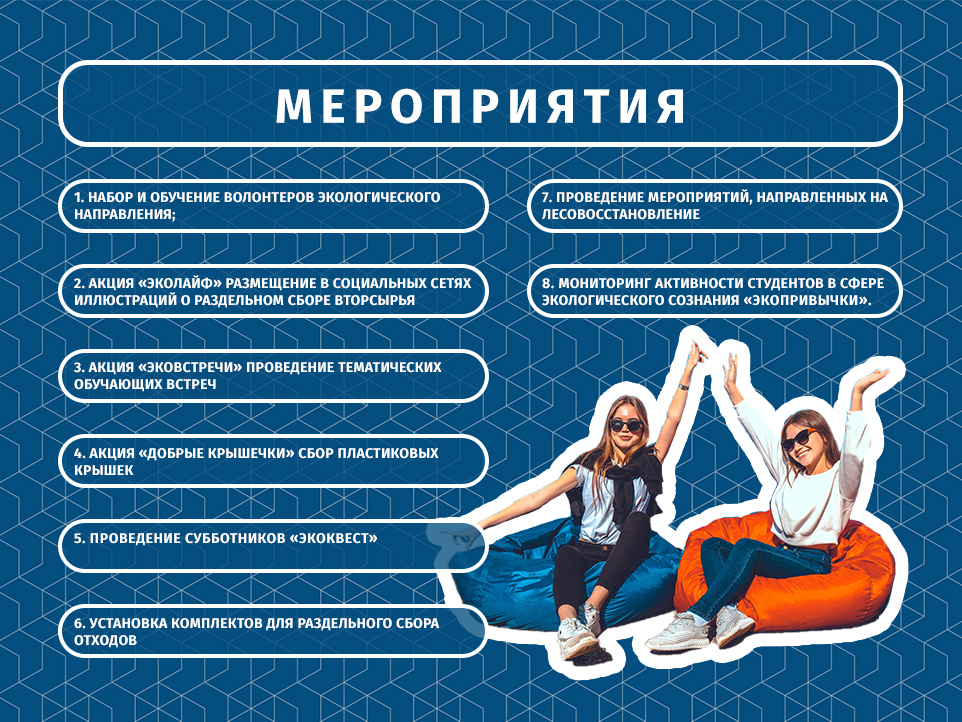 МЕРОПРИЯТИЯ
1. НАБОР И ОБУЧЕНИЕ ВОЛОНТЕРОВ ЭКОЛОГИЧЕСКОГО
НАПРАВЛЕНИЯ;
2. АКЦИЯ «ЭКОЛАЙФ» РАЗМЕЩЕНИЕ В СОЦИАЛЬНЫХ СЕТЯХ
ИЛЛЮСТРАЦИЙ О РАЗДЕЛЬНОМ СБОРЕ ВТОРСЫРЬЯ
3. АКЦИЯ «ЭКОВСТРЕЧИ» ПРОВЕДЕНИЕ ТЕМАТИЧЕСКИХ
ОБУЧАЮЩИХ ВСТРЕЧ
4. АКЦИЯ «ДОБРЫЕ КРЫШЕЧКИ» СБОР ПЛАСТИКОВЫХ
КРЫШЕК
5. ПРОВЕДЕНИЕ СУББОТНИКОВ «ЭКОКВЕСТ»
6. УСТАНОВКА КОМПЛЕКТОВ ДЛЯ РАЗДЕЛЬНОГО СБОРА
ОТХОДОВ
7. ПРОВЕДЕНИЕ МЕРОПРИЯТИЙ, НАПРАВЛЕННЫХ НА
ЛЕСОВОССТАНОВЛЕНИЕ
8. МОНИТОРИНГ АКТИВНОСТИ СТУДЕНТОВ В СФЕРЕ
ЭКОЛОГИЧЕСКОГО СОЗНАНИЯ «ЭКОПРИВЫЧКИ».